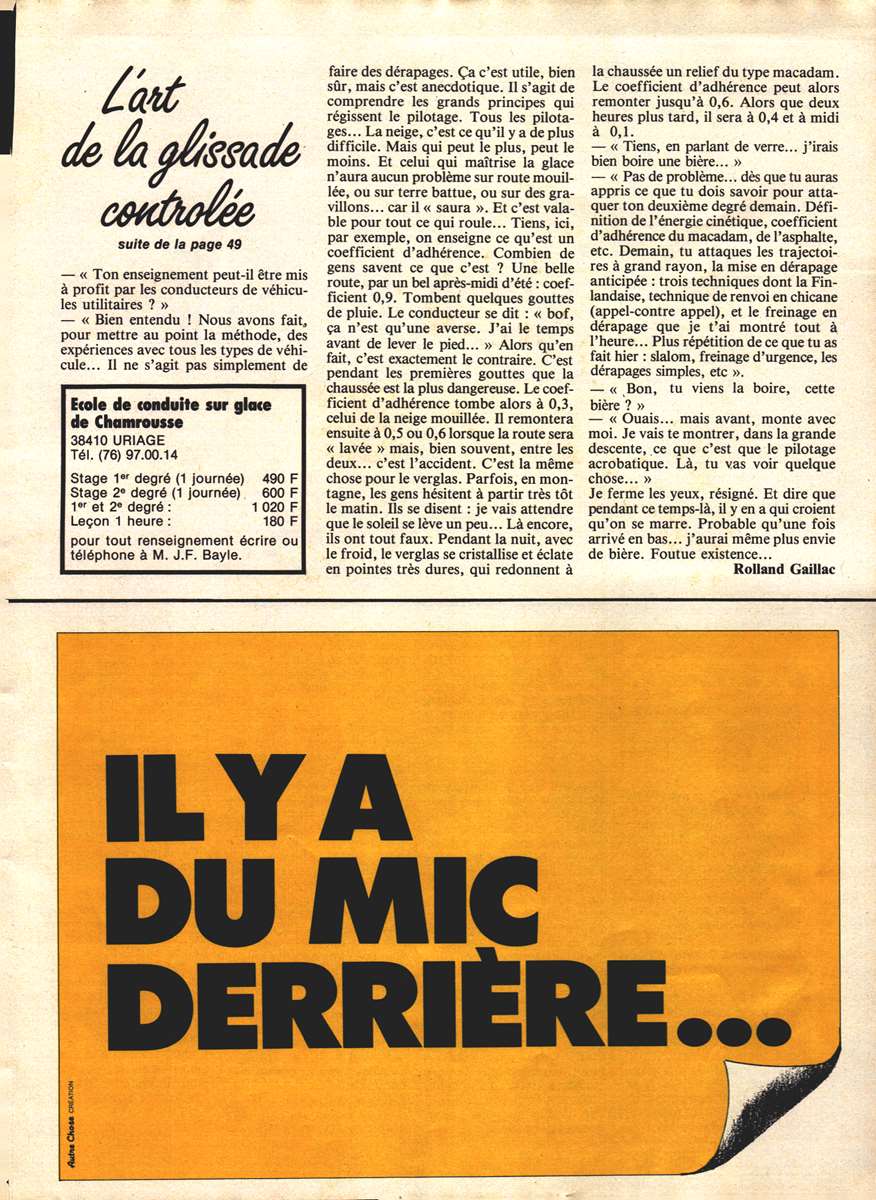 L'art
de la glissade
controlée
suite de la page 49
— « Ton enseignement peut-il être mis
à profit par les conducteurs de véhicu-
les utilitaires ? »
— « Bien entendu ! Nous avons fait,
pour mettre au point la méthode, des
expériences avec tous les types de véhi-
cule... Il ne s'agit pas simplement de
Ecole de conduite sur glace
de Chamrousse
38410 URIAGE
Tél. (76) 97.00.14
Stage 1er degré (1 journée) 490 F
Stage 2e degré (1 journée) 600 F
1er et 2e degré : 1 020 F
Leçon 1 heure : 180 F
pour tout renseignement écrire ou
téléphone à M. J.F. Bayle.
faire des dérapages. Ça c'est utile, bien
sûr, mais c'est anecdotique. Il s'agit de
comprendre les grands principes qui
régissent le pilotage. Tous les pilota-
ges... La neige, c'est ce qu'il y a de plus
difficile. Mais qui peut le plus, peut le
moins. Et celui qui maîtrise la glace
n'aura aucun problème sur route mouil-
lée, ou sur terre battue, ou sur des gra-
villons... car il « saura ». Et c'est vala-
ble pour tout ce qui roule... Tiens, ici,
par exemple, on enseigne ce qu'est un
coefficient d'adhérence. Combien de
gens savent ce que c'est ? Une belle
route, par un bel après-midi d'été : coef-
ficient 0,9. Tombent quelques gouttes
de pluie. Le conducteur se dit : « bof,
ça n'est qu'une averse. J'ai le temps
avant de lever le pied... » Alors qu'en
fait, c'est exactement le contraire. C'est
pendant les premières gouttes que la
chaussée est la plus dangereuse. Le coef-
ficient d'adhérence tombe alors à 0,3,
celui de la neige mouillée. Il remontera
ensuite à 0,5 ou 0,6 lorsque la route sera
« lavée » mais, bien souvent, entre les
deux... c'est l'accident. C'est la même
chose pour le verglas. Parfois, en mon-
tagne, les gens hésitent à partir très tôt
le matin. Ils se disent : je vais attendre
que le soleil se lève un peu... Là encore,
ils ont tout faux. Pendant la nuit, avec
le froid, le verglas se cristallise et éclate
en pointes très dures, qui redonnent à
la chaussée un relief du type macadam.
Le coefficient d'adhérence peut alors
remonter jusqu'à 0,6. Alors que deux
heures plus tard, il sera à 0,4 et à midi
à 0,1.
— « Tiens, en parlant de verre... j'irais
bien boire une bière... »
— « Pas de problème... dès que tu auras
appris ce que tu dois savoir pour atta-
quer ton deuxième degré demain. Défi-
nition de l'énergie cinétique, coefficient
d'adhérence du macadam, de l'asphalte,
etc. Demain, tu attaques les trajectoi-
res à grand rayon, la mise en dérapage
anticipée : trois techniques dont la Fin-
landaise, technique de renvoi en chicane
(appel-contre appel), et le freinage en
dérapage que je t'ai montré tout à
l'heure... Plus répétition de ce que tu as
fait hier : slalom, freinage d'urgence, les
dérapages simples, etc ».
— « Bon, tu viens la boire, cette
bière ? »
— « Ouais... mais avant, monte avec
moi. Je vais te montrer, dans la grande
descente, ce que c'est que le pilotage
acrobatique. Là, tu vas voir quelque
chose... »
Je ferme les yeux, résigné. Et dire que
pendant ce temps-là, il y en a qui croient
qu'on se marre. Probable qu'une fois
arrivé en bas... j'aurai même plus envie
de bière. Foutue existence...
Rolland Gaillac
IL Y A
DU MIC
DERRIÈRE...
Autre Chose CRÉATION